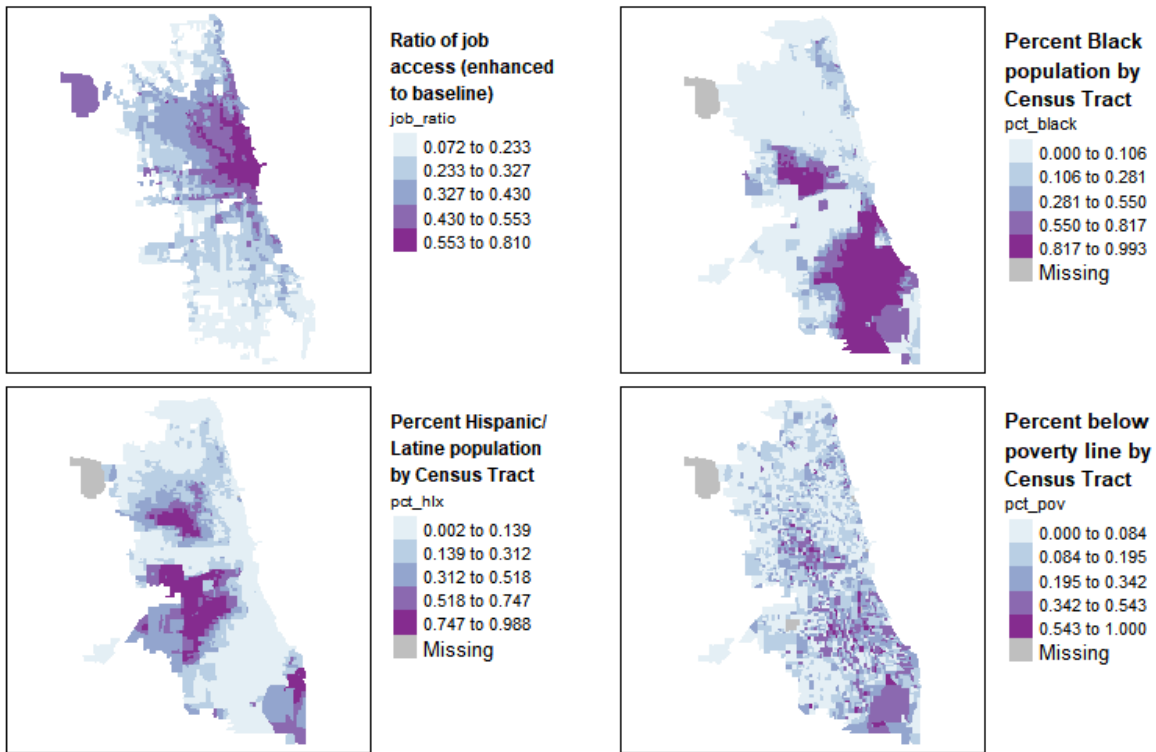 Ratio of job
access (enhanced
to baseline)
job_ratio
0.072 to 0.233
0.233 to 0.327
0.327 to 0.430
0.430 to 0.553
0.553 to 0.810
Percent Black
population by
Census Tract
pct_black
0.000 to 0.106
0.106 to 0.281
0.281 to 0.550
0.550 to 0.817
0.817 to 0.993
Missing
Percent Hispanic/
Latine population
by Census Tract
pct_hlx
0.002 to 0.139
0.139 to 0.312
0.312 to 0.518
0.518 to 0.747
0.747 to 0.988
Missing
Percent below
poverty line by
Census Tract
pct_pov
0.000 to 0.084
0.084 to 0.195
0.195 to 0.342
0.342 to 0.543
0.543 to 1.000
Missing